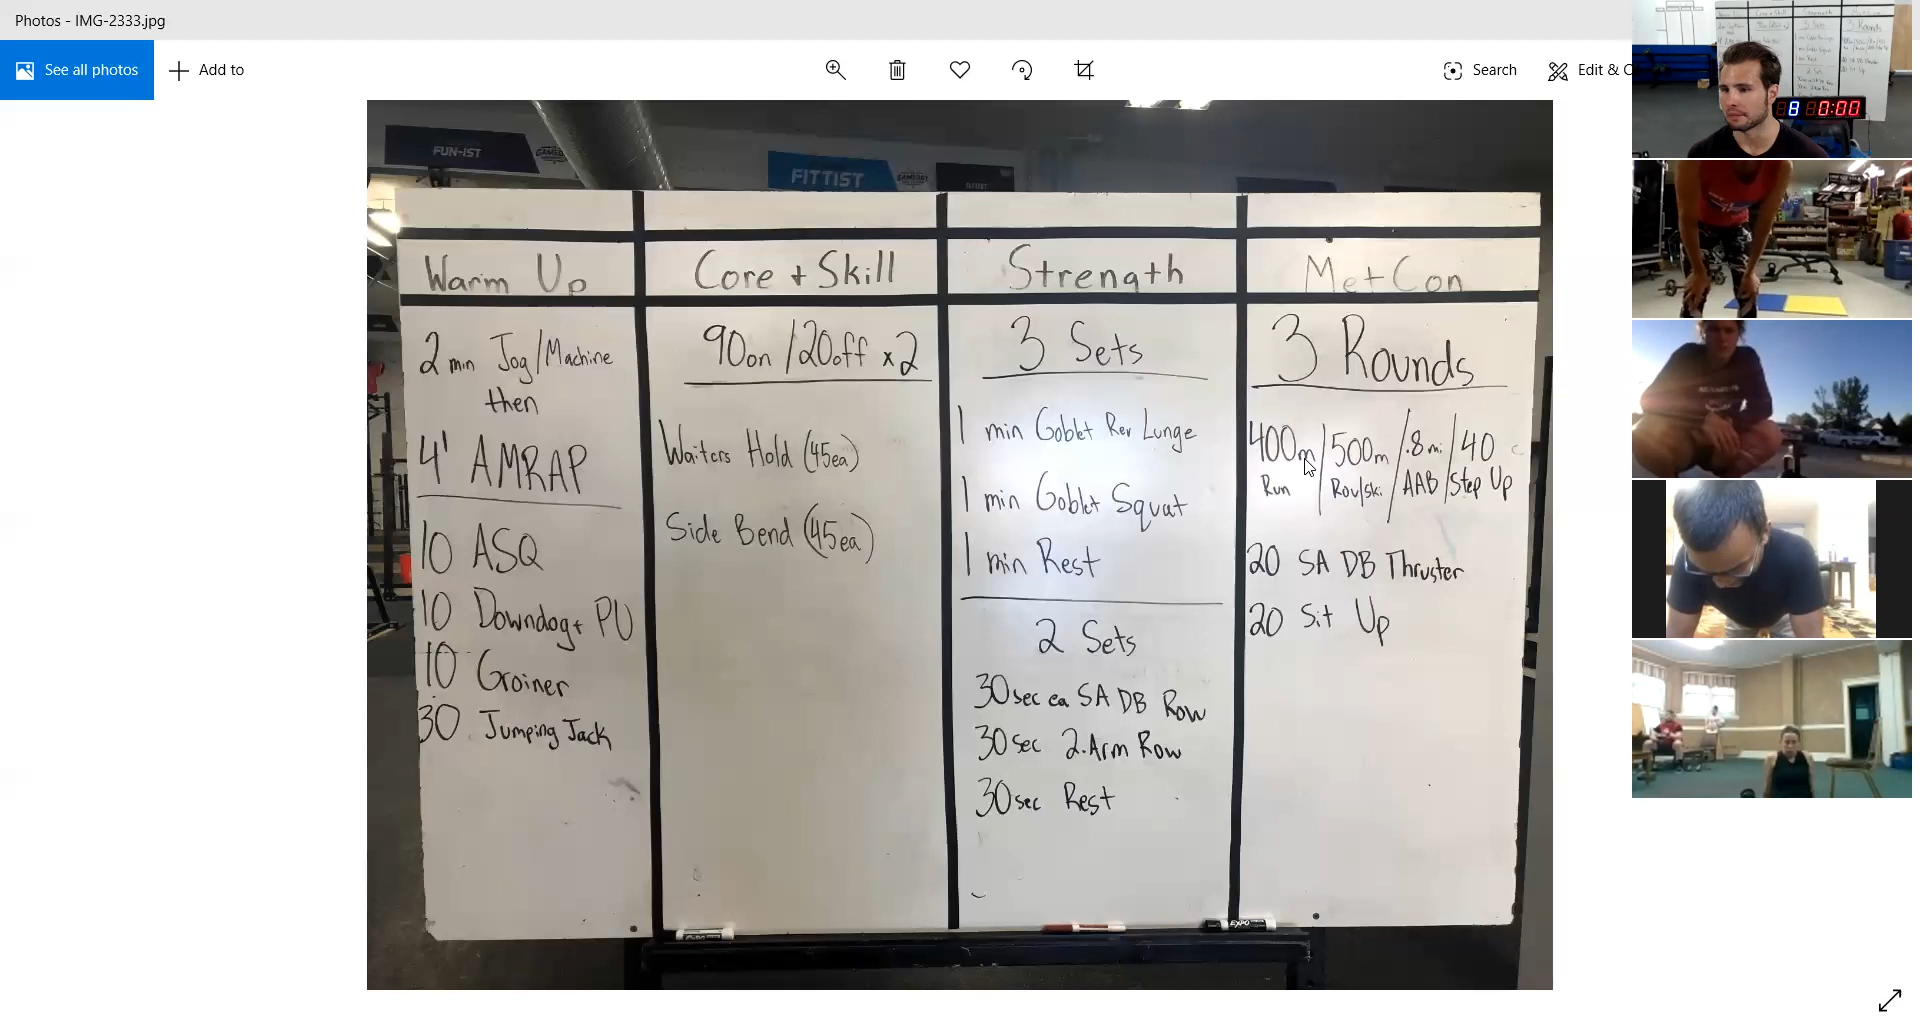 Photos - IMG-2333.jpg
See all photos
Add to
Search
Edit & C
8 0:00
FUN-IST
FITTIST
Warm Up
2 min Jog/Machine
then
4' AMRAP
10 ASQ
10 Downdog + PU
10 Groiner
30 Jumping Jack
Core + Skill
90on/20off x2
Waiters Hold (45ea)
Side Bend (45ea)
Strength
3 Sets
1 min Goblet Rev Lunge
1 min Goblet Squat
1 min Rest
2 Sets
30sec ea SA DB Row
30sec 2-Arm Row
30sec Rest
MetCon
3 Rounds
400m/500m/.8mi/40
Run Row/Ski AAB Step Up
20 SA DB Thruster
20 Sit Up
EXPO